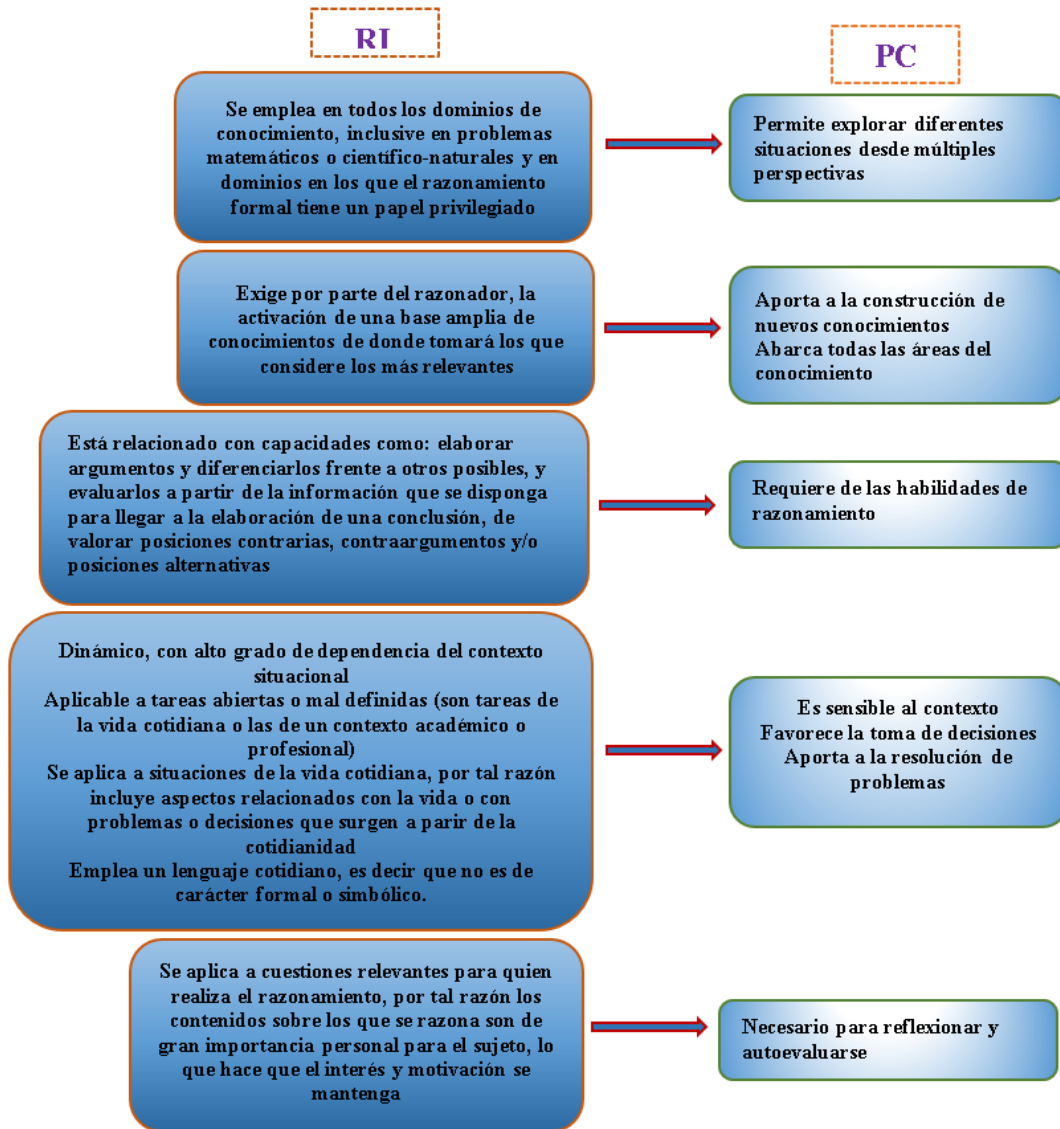 RI
PC
Se emplea en todos los dominios de
conocimiento, inclusive en problemas
matemáticos o científico-naturales y en
dominios en los que el razonamiento
formal tiene un papel privilegiado
Permite explorar diferentes
situaciones desde múltiples
perspectivas
Exige por parte del razonador, la
activación de una base amplia de
conocimientos de donde tomará los que
considere los más relevantes
Aporta a la construcción de
nuevos conocimientos
Abarca todas las áreas del
conocimiento
Está relacionado con capacidades como: elaborar
argumentos y diferenciarlos frente a otros posibles, y
evaluarlos a partir de la información que se disponga
para llegar a la elaboración de una conclusión, de
valorar posiciones contrarias, contraargumentos y/o
posiciones alternativas
Requiere de las habilidades de
razonamiento
Dinámico, con alto grado de dependencia del contexto
situacional
Aplicable a tareas abiertas o mal definidas (son tareas de
la vida cotidiana o las de un contexto académico o
profesional)
Se aplica a situaciones de la vida cotidiana, por tal razón
incluye aspectos relacionados con la vida o con
problemas o decisiones que surgen a parir de la
cotidianidad
Emplea un lenguaje cotidiano, es decir que no es de
carácter formal o simbólico.
Es sensible al contexto
Favorece la toma de decisiones
Aporta a la resolución de
problemas
Se aplica a cuestiones relevantes para quien
realiza el razonamiento, por tal razón los
contenidos sobre los que se razona son de
gran importancia personal para el sujeto, lo
que hace que el interés y motivación se
mantenga
Necesario para reflexionar y
autoevaluarse